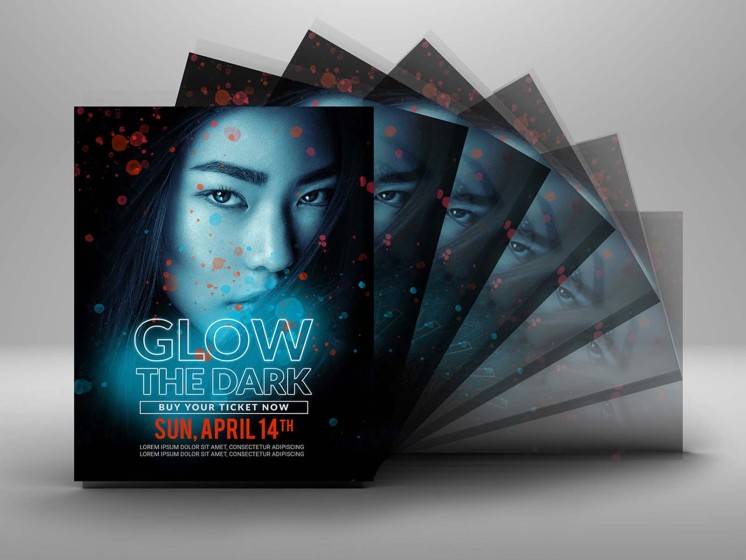 GLOW
THE DARK
BUY YOUR TICKET NOW
SUN, APRIL 14TH
LOREM IPSUM DOLOR SIT AMET, CONSECTETUR ADIPISCING
LOREM IPSUM DOLOR SIT AMET, CONSECTETUR ADIPISCING